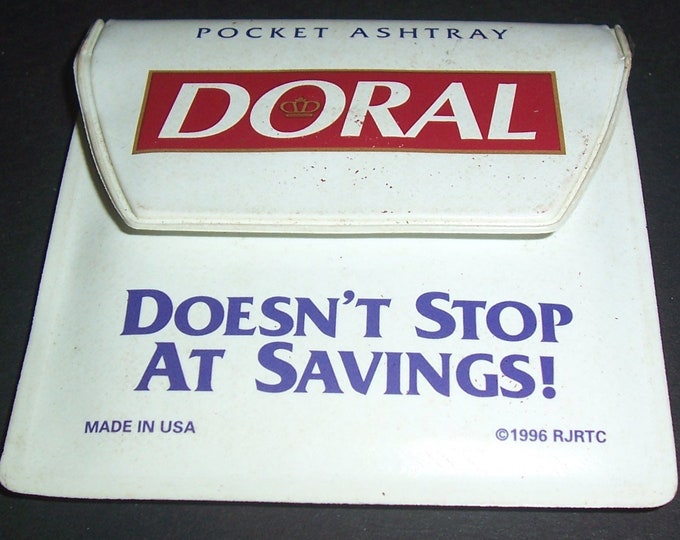 POCKET ASHTRAY
DORAL
DOESN'T STOP
AT SAVINGS!
MADE IN USA
©1996 RJRTC